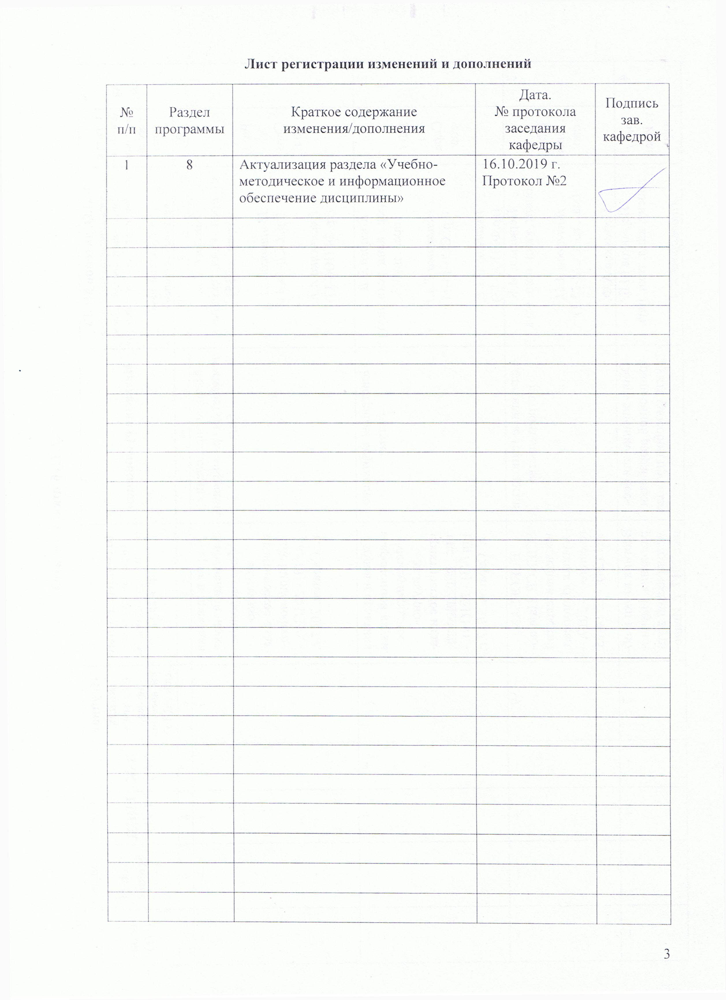 Лист регистрации изменений и дополнений
№
п/п
Раздел
программы
Краткое содержание
изменения/дополнения
Дата.
№ протокола
заседания
кафедры
Подпись
зав.
кафедрой
1
8
Актуализация раздела «Учебно-
методическое и информационное
обеспечение дисциплины»
16.10.2019 г.
Протокол №2
3